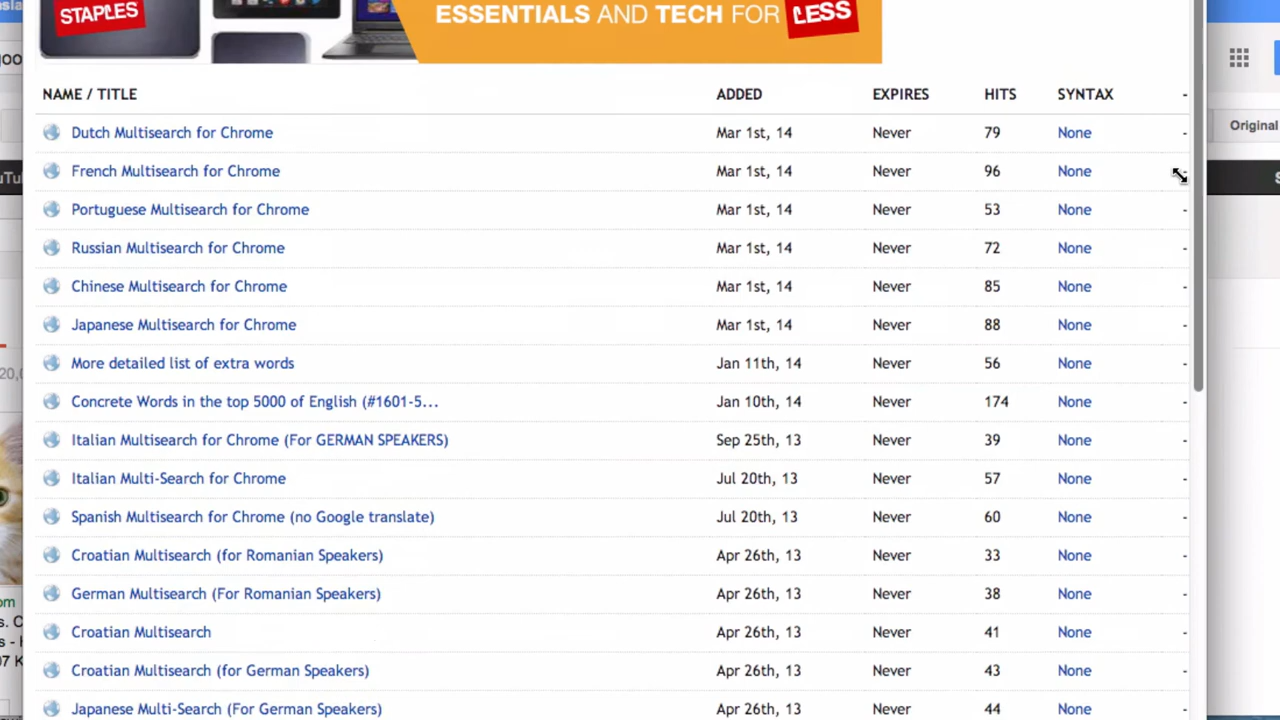 STAPLES
ESSENTIALS AND TECH FOR LESS
NAME / TITLE ADDED EXPIRES HITS SYNTAX -
Dutch Multisearch for Chrome Mar 1st, 14 Never 79 None -
French Multisearch for Chrome Mar 1st, 14 Never 96 None -
Portuguese Multisearch for Chrome Mar 1st, 14 Never 53 None -
Russian Multisearch for Chrome Mar 1st, 14 Never 72 None -
Chinese Multisearch for Chrome Mar 1st, 14 Never 85 None -
Japanese Multisearch for Chrome Mar 1st, 14 Never 88 None -
More detailed list of extra words Jan 11th, 14 Never 56 None -
Concrete Words in the top 5000 of English (#1601-5... Jan 10th, 14 Never 174 None -
Italian Multisearch for Chrome (For GERMAN SPEAKERS) Sep 25th, 13 Never 39 None -
Italian Multi-Search for Chrome Jul 20th, 13 Never 57 None -
Spanish Multisearch for Chrome (no Google translate) Jul 20th, 13 Never 60 None -
Croatian Multisearch (for Romanian Speakers) Apr 26th, 13 Never 33 None -
German Multisearch (For Romanian Speakers) Apr 26th, 13 Never 38 None -
Croatian Multisearch Apr 26th, 13 Never 41 None -
Croatian Multisearch (for German Speakers) Apr 26th, 13 Never 43 None -
Japanese Multi-Search (For German Speakers) Apr 26th, 13 Never 44 None -
Original